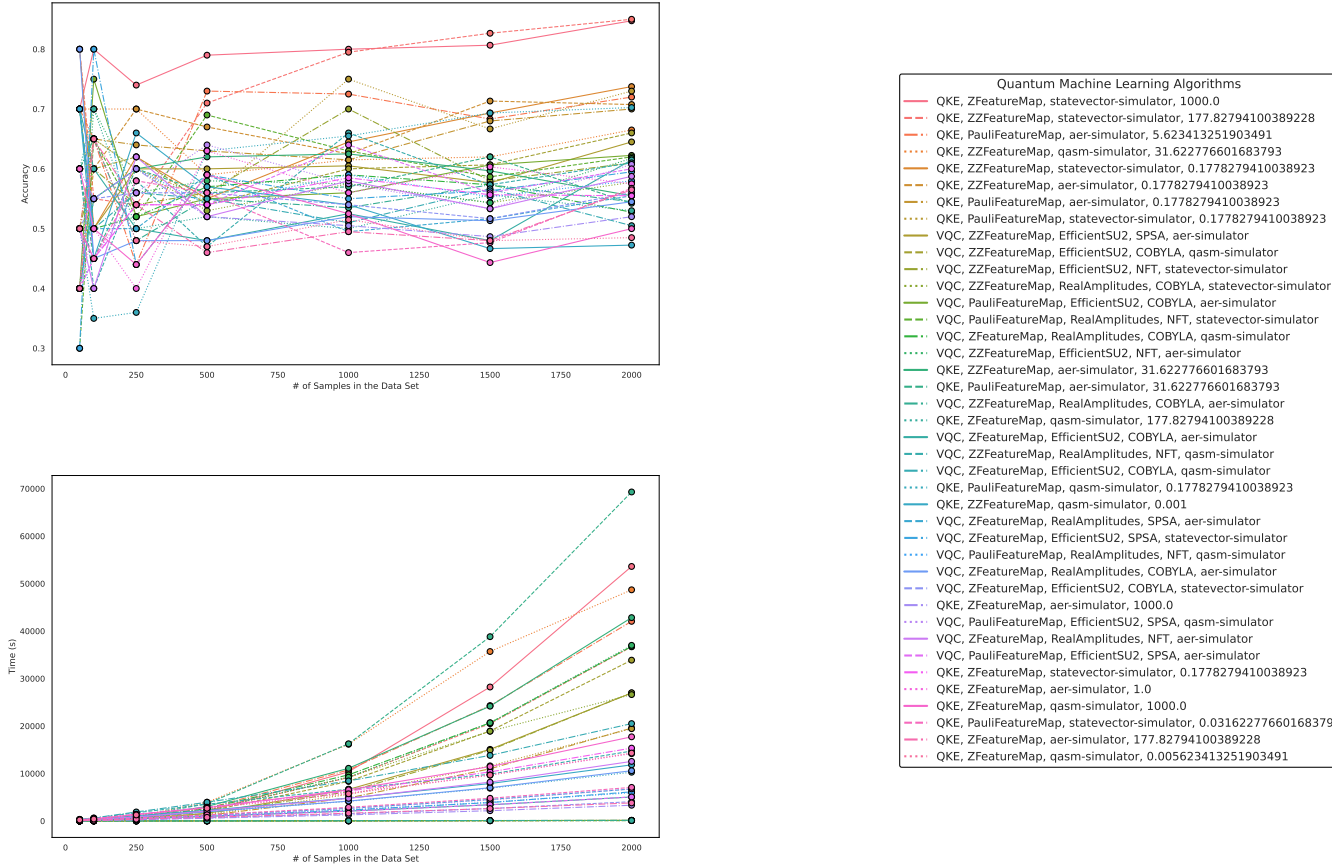 0.8
0.7
0.6
0.5
0.4
0.3
Accuracy
0 250 500 750 1000 1250 1500 1750 2000
# of Samples in the Data Set
70000
60000
50000
40000
30000
20000
10000
0
Time (s)
0 250 500 750 1000 1250 1500 1750 2000
# of Samples in the Data Set
Quantum Machine Learning Algorithms
QKE, ZFeatureMap, statevector-simulator, 1000.0
QKE, ZZFeatureMap, statevector-simulator, 177.82794100389228
QKE, PauliFeatureMap, aer-simulator, 5.623413251903491
QKE, ZZFeatureMap, qasm-simulator, 31.622776601683793
QKE, ZZFeatureMap, statevector-simulator, 0.1778279410038923
QKE, ZZFeatureMap, aer-simulator, 0.1778279410038923
QKE, PauliFeatureMap, aer-simulator, 0.1778279410038923
QKE, PauliFeatureMap, statevector-simulator, 0.1778279410038923
VQC, ZZFeatureMap, EfficientSU2, SPSA, aer-simulator
VQC, ZZFeatureMap, EfficientSU2, COBYLA, qasm-simulator
VQC, ZZFeatureMap, EfficientSU2, NFT, statevector-simulator
VQC, ZZFeatureMap, RealAmplitudes, COBYLA, statevector-simulator
VQC, PauliFeatureMap, EfficientSU2, COBYLA, aer-simulator
VQC, PauliFeatureMap, RealAmplitudes, NFT, statevector-simulator
VQC, ZFeatureMap, RealAmplitudes, COBYLA, qasm-simulator
VQC, ZZFeatureMap, EfficientSU2, NFT, aer-simulator
QKE, ZZFeatureMap, aer-simulator, 31.622776601683793
QKE, PauliFeatureMap, aer-simulator, 31.622776601683793
VQC, ZZFeatureMap, RealAmplitudes, COBYLA, aer-simulator
QKE, ZFeatureMap, qasm-simulator, 177.82794100389228
VQC, ZFeatureMap, EfficientSU2, COBYLA, aer-simulator
VQC, ZZFeatureMap, RealAmplitudes, NFT, qasm-simulator
VQC, ZFeatureMap, EfficientSU2, COBYLA, qasm-simulator
QKE, PauliFeatureMap, qasm-simulator, 0.1778279410038923
QKE, ZZFeatureMap, qasm-simulator, 0.001
VQC, ZFeatureMap, RealAmplitudes, SPSA, aer-simulator
VQC, ZFeatureMap, EfficientSU2, SPSA, statevector-simulator
VQC, PauliFeatureMap, RealAmplitudes, NFT, qasm-simulator
VQC, ZFeatureMap, RealAmplitudes, COBYLA, aer-simulator
VQC, ZFeatureMap, EfficientSU2, COBYLA, statevector-simulator
QKE, ZFeatureMap, aer-simulator, 1000.0
VQC, PauliFeatureMap, EfficientSU2, SPSA, qasm-simulator
VQC, ZFeatureMap, RealAmplitudes, NFT, aer-simulator
VQC, PauliFeatureMap, EfficientSU2, SPSA, aer-simulator
QKE, ZFeatureMap, statevector-simulator, 0.1778279410038923
QKE, ZFeatureMap, aer-simulator, 1.0
QKE, ZFeatureMap, qasm-simulator, 1000.0
QKE, PauliFeatureMap, statevector-simulator, 0.03162277660168379
QKE, ZFeatureMap, aer-simulator, 177.82794100389228
QKE, ZFeatureMap, qasm-simulator, 0.005623413251903491